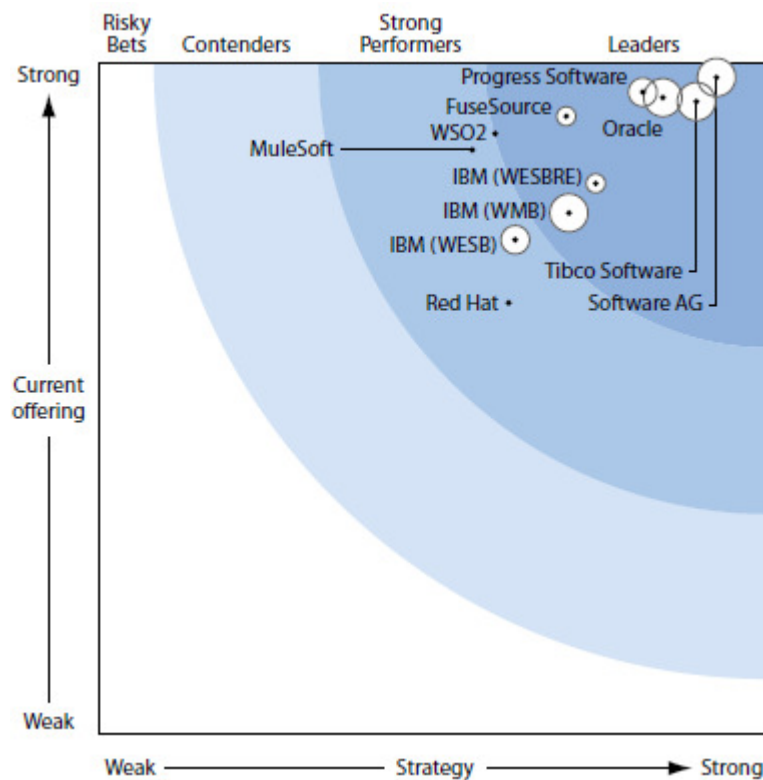 Risky
Bets
Contenders
Strong
Performers
Leaders
Strong
Progress Software
FuseSource
WSO2
Oracle
MuleSoft
IBM (WESBRE)
IBM (WMB)
IBM (WESB)
Tibco Software
Red Hat
Software AG
Current
offering
Weak
Weak
Strategy
Strong